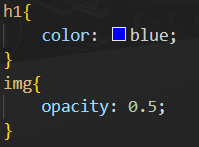 h1{
    color: blue;
}
img{
    opacity: 0.5;
}